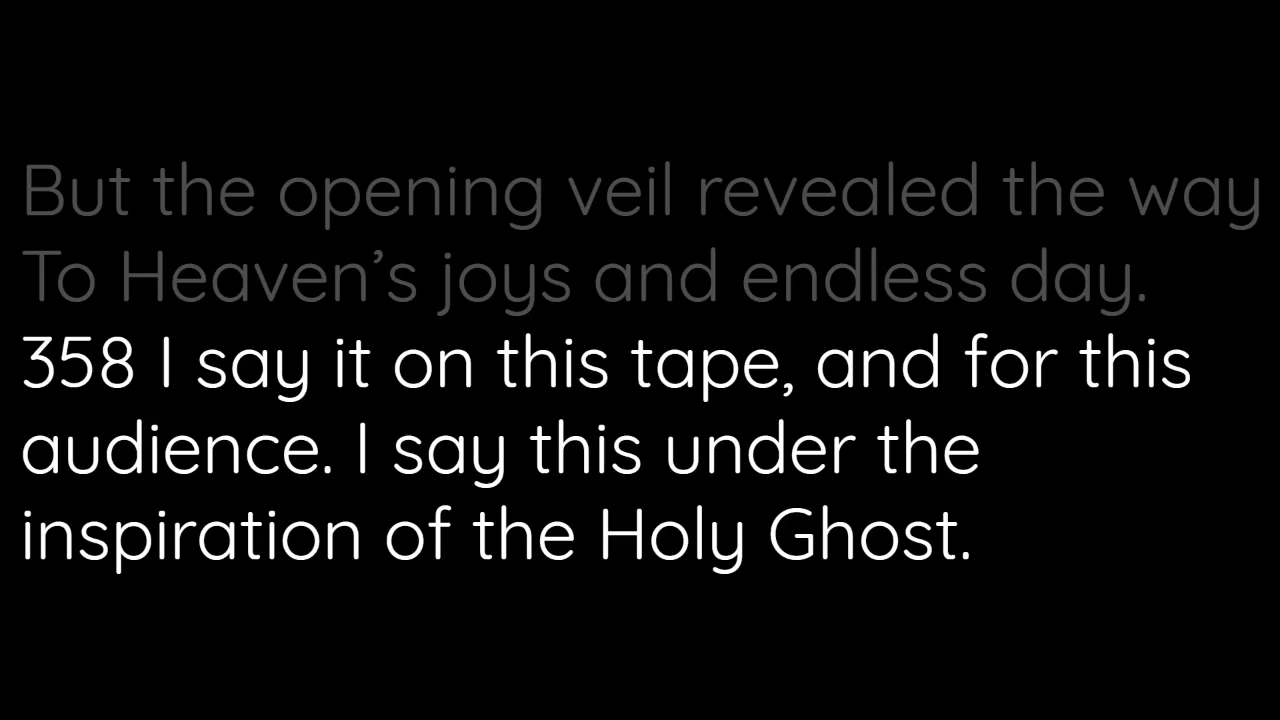 But the opening veil revealed the way
To Heaven’s joys and endless day.
358 I say it on this tape, and for this
audience. I say this under the
inspiration of the Holy Ghost.